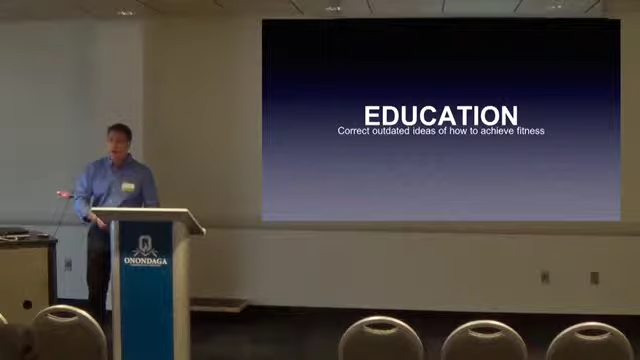 EDUCATION
Correct outdated ideas of how to achieve fitness
ONONDAGA